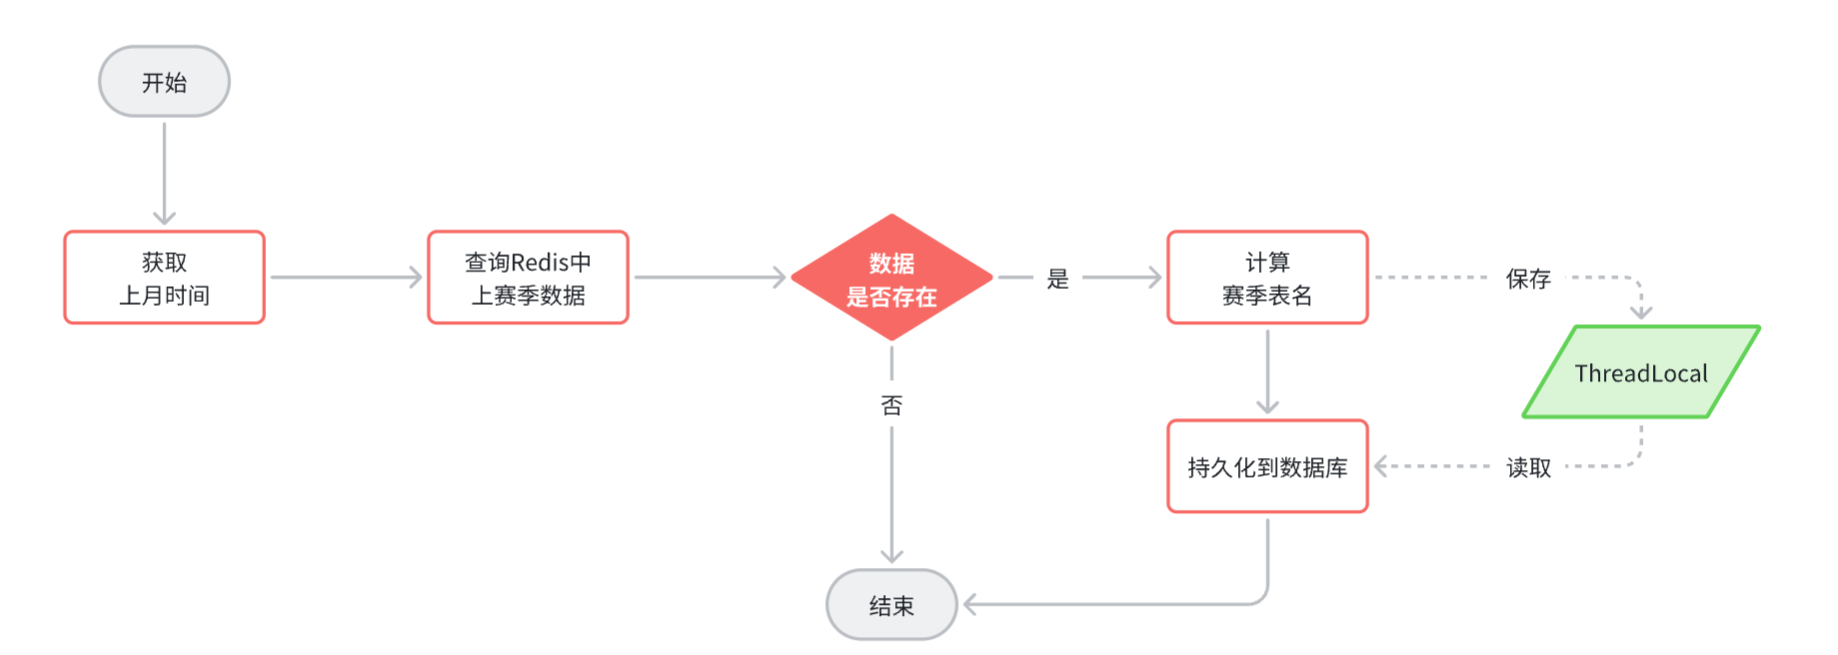 开始
获取
上月时间
查询Redis中
上赛季数据
数据
是否存在
是
计算
赛季表名
保存
ThreadLocal
否
持久化到数据库
读取
结束